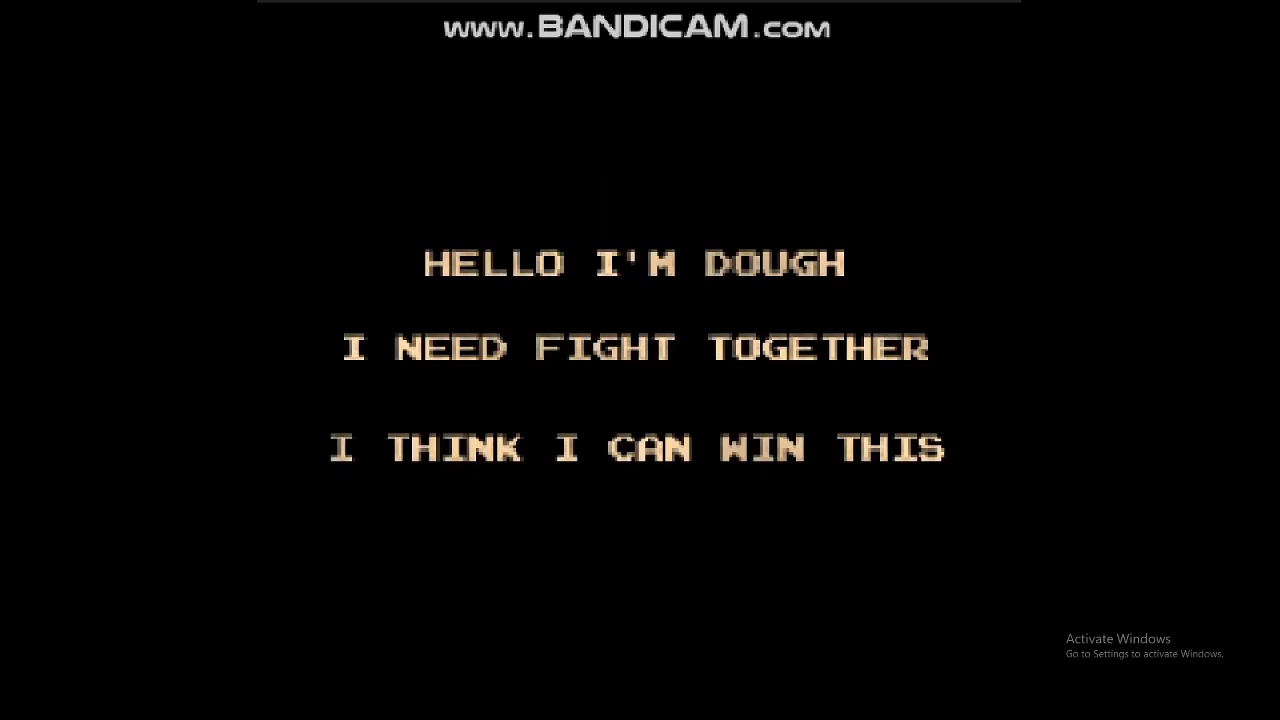 www.BANDICAM.com
HELLO I'M DOUGH
I NEED FIGHT TOGETHER
I THINK I CAN WIN THIS
Activate Windows
Go to Settings to activate Windows.